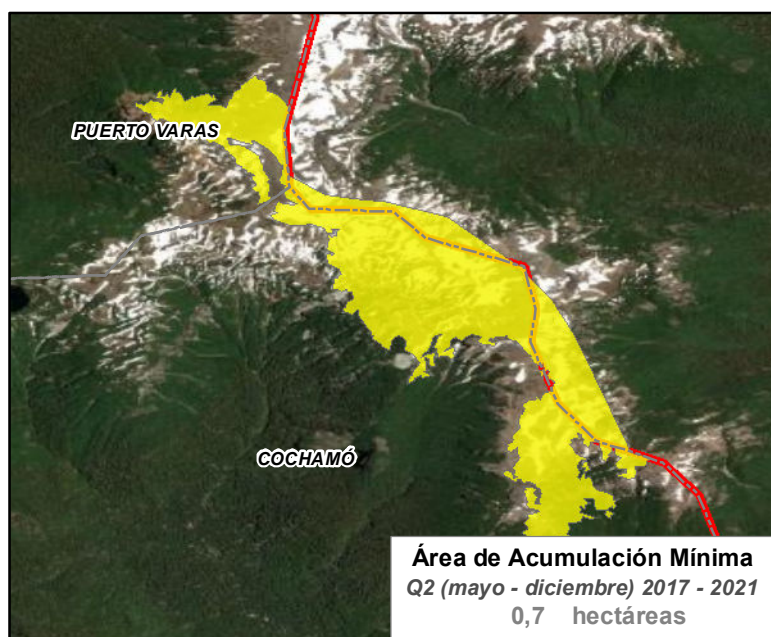 PUERTO VARAS
COCHAMÓ
Área de Acumulación Mínima
Q2 (mayo - diciembre) 2017 - 2021
0,7 hectáreas